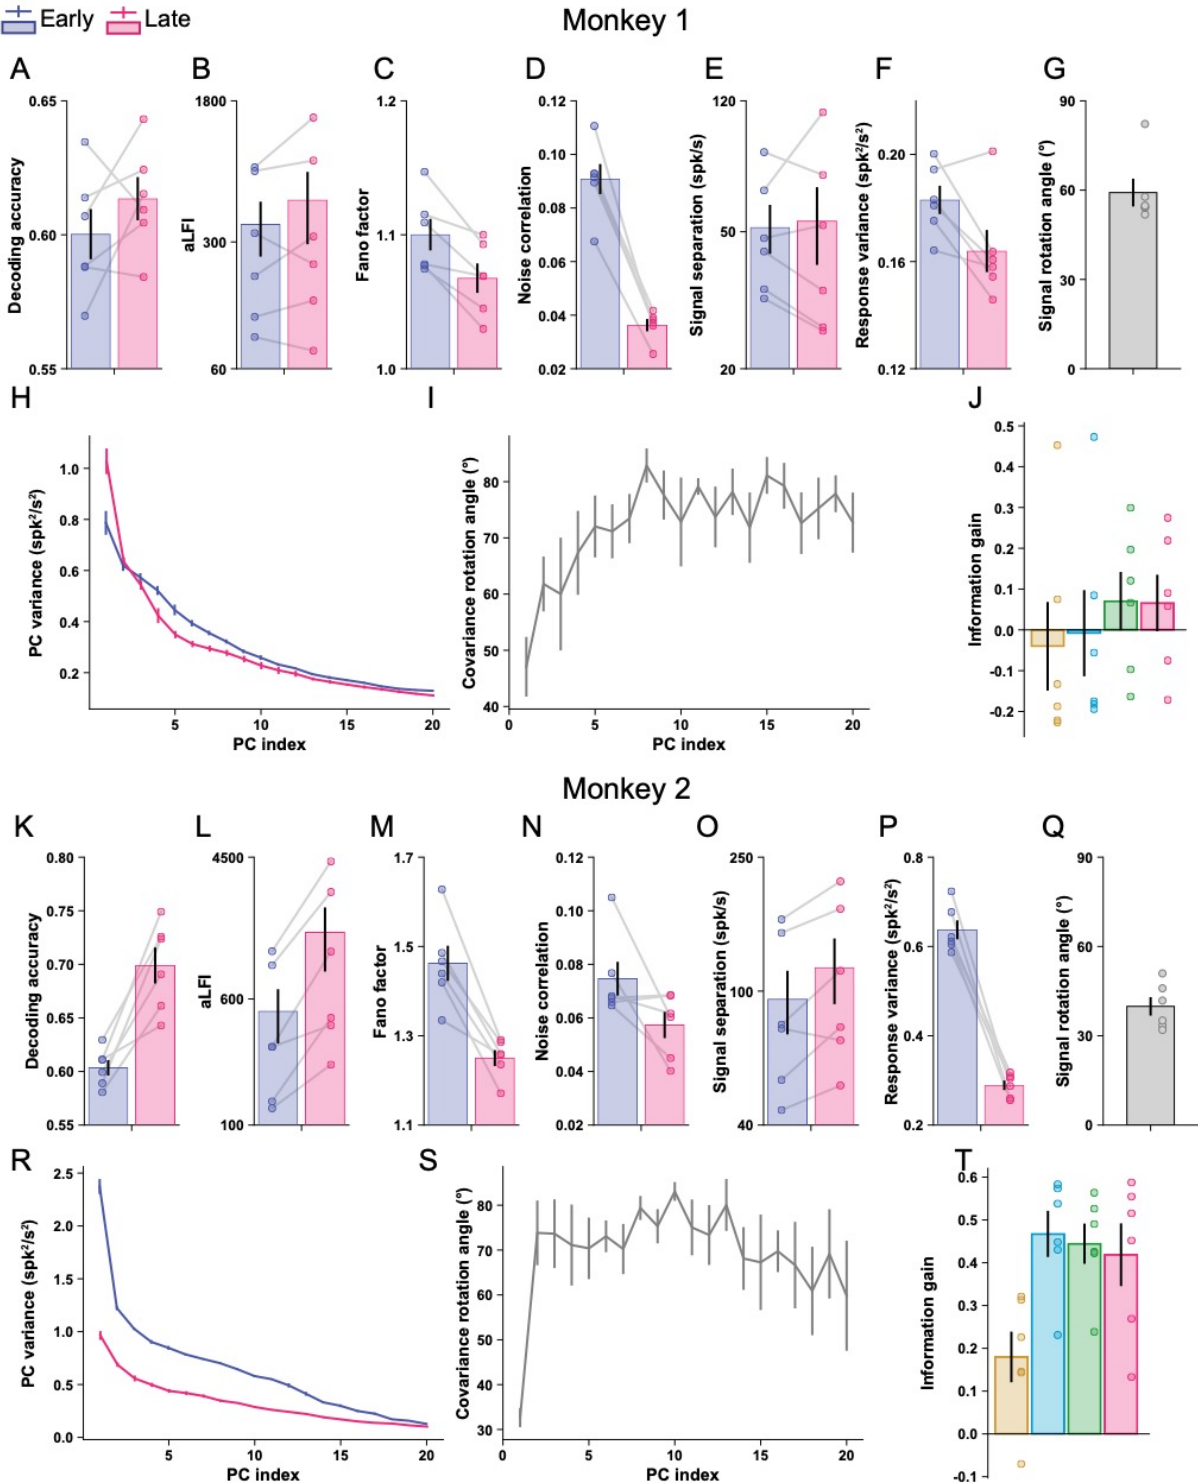 Early Late
Monkey 1
A B C D E F G
Decoding accuracy
0.65
0.60
0.55
aLFI
1800
300
60
Fano factor
1.2
1.1
1.0
Noise correlation
0.12
0.10
0.08
0.06
0.04
0.02
Signal separation (spk/s)
120
50
20
Response variance (spk²/s²)
0.20
0.16
0.12
Signal rotation angle (°)
90
60
30
0
H I J
PC variance (spk²/s²)
1.0
0.8
0.6
0.4
0.2
5 10 15 20
PC index
Covariance rotation angle (°)
80
70
60
50
40
0 5 10 15 20
PC index
Information gain
0.5
0.4
0.3
0.2
0.1
0.0
-0.1
-0.2
Monkey 2
K L M N O P Q
Decoding accuracy
0.80
0.75
0.70
0.65
0.60
0.55
aLFI
4500
600
100
Fano factor
1.7
1.5
1.3
1.1
Noise correlation
0.12
0.10
0.08
0.06
0.04
0.02
Signal separation (spk/s)
250
100
40
Response variance (spk²/s²)
0.8
0.6
0.4
0.2
Signal rotation angle (°)
90
60
30
0
R S T
PC variance (spk²/s²)
2.5
2.0
1.5
1.0
0.5
0.0
5 10 15 20
PC index
Covariance rotation angle (°)
80
70
60
50
40
30
0 5 10 15 20
PC index
Information gain
0.6
0.5
0.4
0.3
0.2
0.1
0.0
-0.1